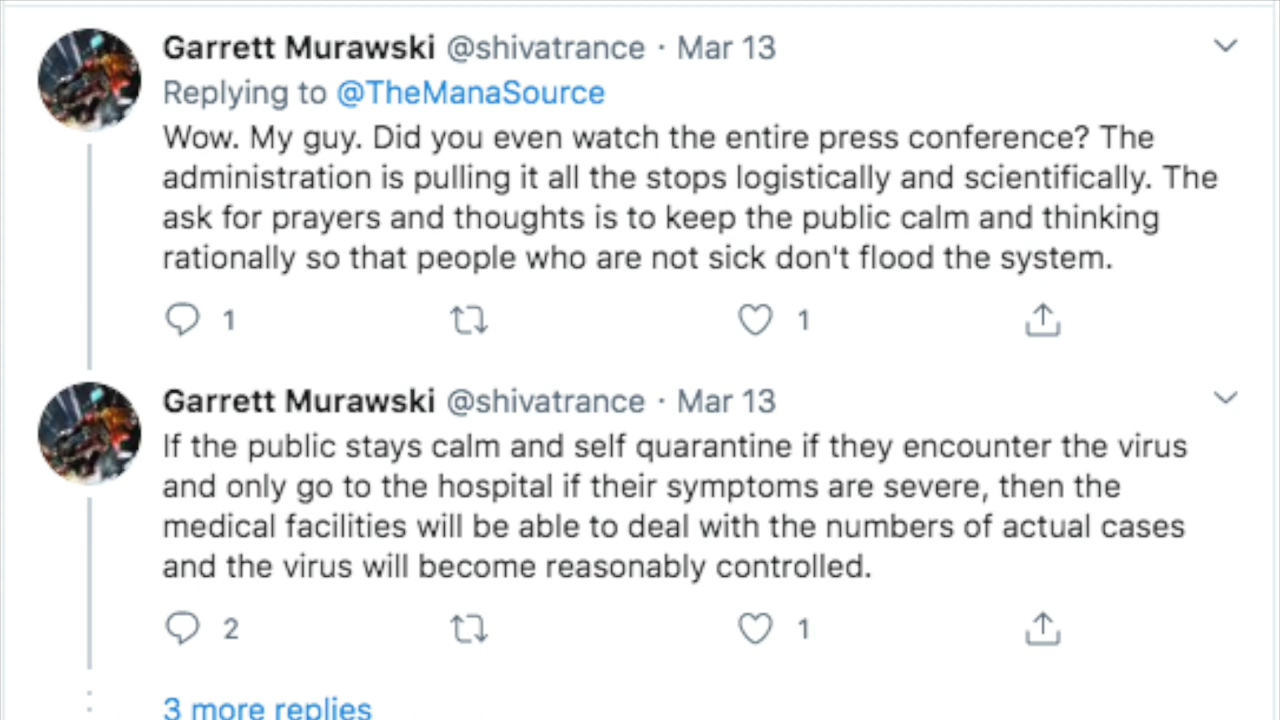 Garrett Murawski @shivatrance · Mar 13
Replying to @TheManaSource
Wow. My guy. Did you even watch the entire press conference? The
administration is pulling it all the stops logistically and scientifically. The
ask for prayers and thoughts is to keep the public calm and thinking
rationally so that people who are not sick don't flood the system.
1 1
Garrett Murawski @shivatrance · Mar 13
If the public stays calm and self quarantine if they encounter the virus
and only go to the hospital if their symptoms are severe, then the
medical facilities will be able to deal with the numbers of actual cases
and the virus will become reasonably controlled.
2 1
3 more replies